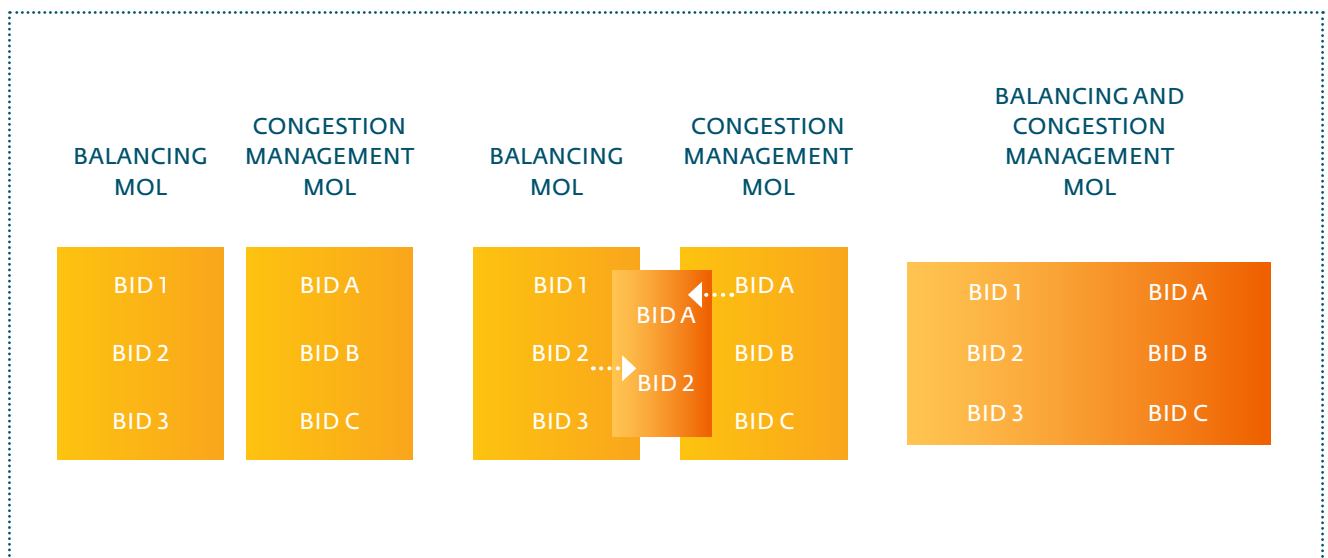 BALANCING
MOL
CONGESTION
MANAGEMENT
MOL
BID 1
BID 2
BID 3
BID A
BID B
BID C
BALANCING
MOL
CONGESTION
MANAGEMENT
MOL
BID 1
BID 2
BID 3
BID A
BID 2
BID A
BID B
BID C
BALANCING AND
CONGESTION
MANAGEMENT
MOL
BID 1
BID 2
BID 3
BID A
BID B
BID C